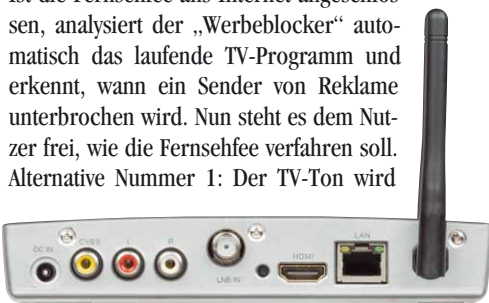 ist die Fernsehfee ans Internet angeschlos
sen, analysiert der „Werbeblocker“ auto-
matisch das laufende TV-Programm und
erkennt, wann ein Sender von Reklame
unterbrochen wird. Nun steht es dem Nut-
zer frei, wie die Fernsehfee verfahren soll.
Alternative Nummer 1: Der TV-Ton wird
DC IN CVBS L R LNB IN HDMI LAN